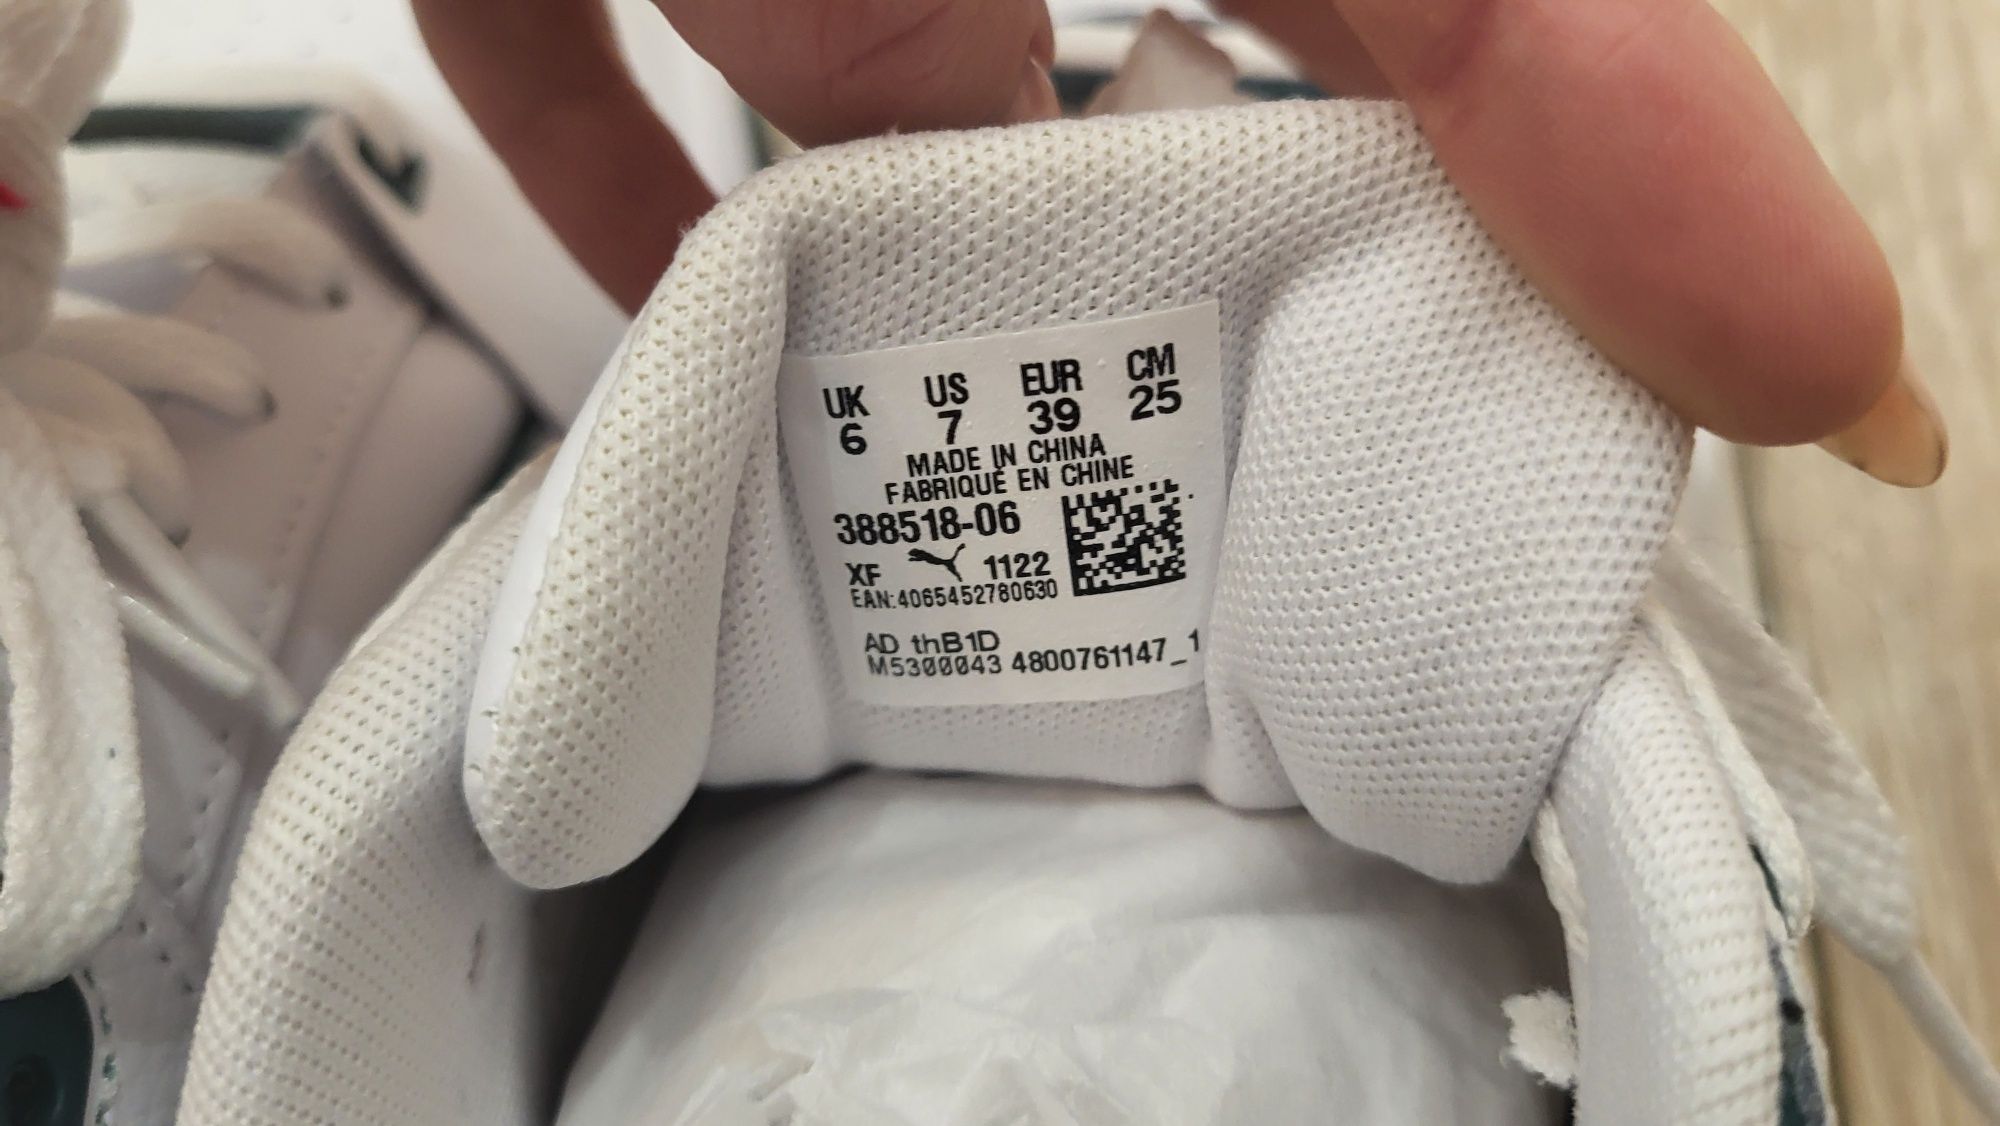 UK US EUR CM
6 7 39 25
MADE IN CHINA
FABRIQUÉ EN CHINE
388518-06
XF 1122
EAN:4065452780630
AD thB1D
M5300043 4800761147_1